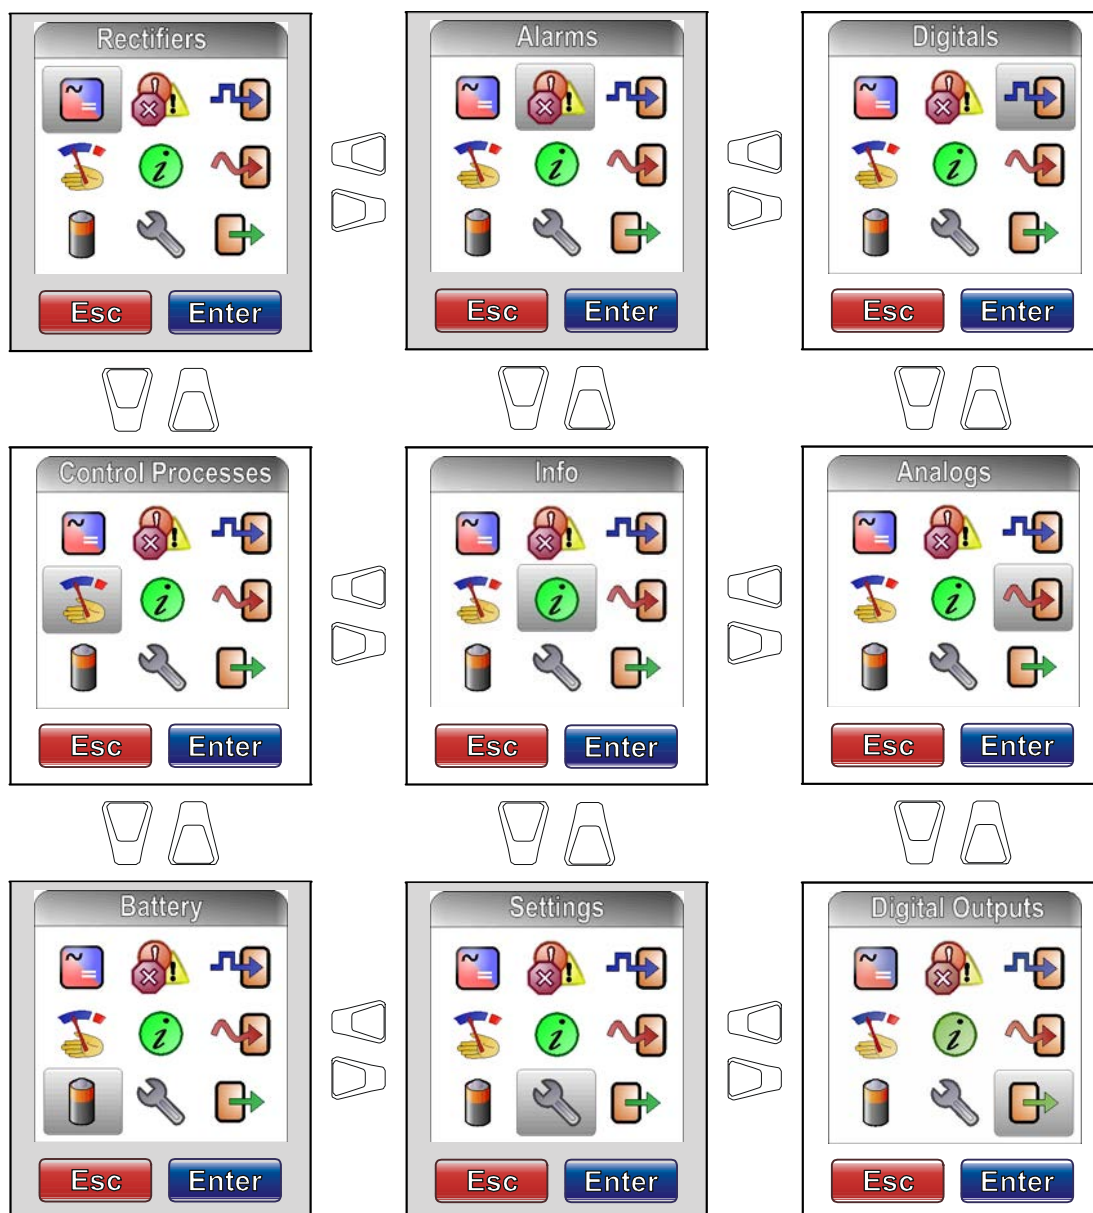 Rectifiers
Alarms
Digitals
Esc Enter
Esc Enter
Esc Enter
Control Processes
Info
Analogs
Esc Enter
Esc Enter
Esc Enter
Battery
Settings
Digital Outputs
Esc Enter
Esc Enter
Esc Enter